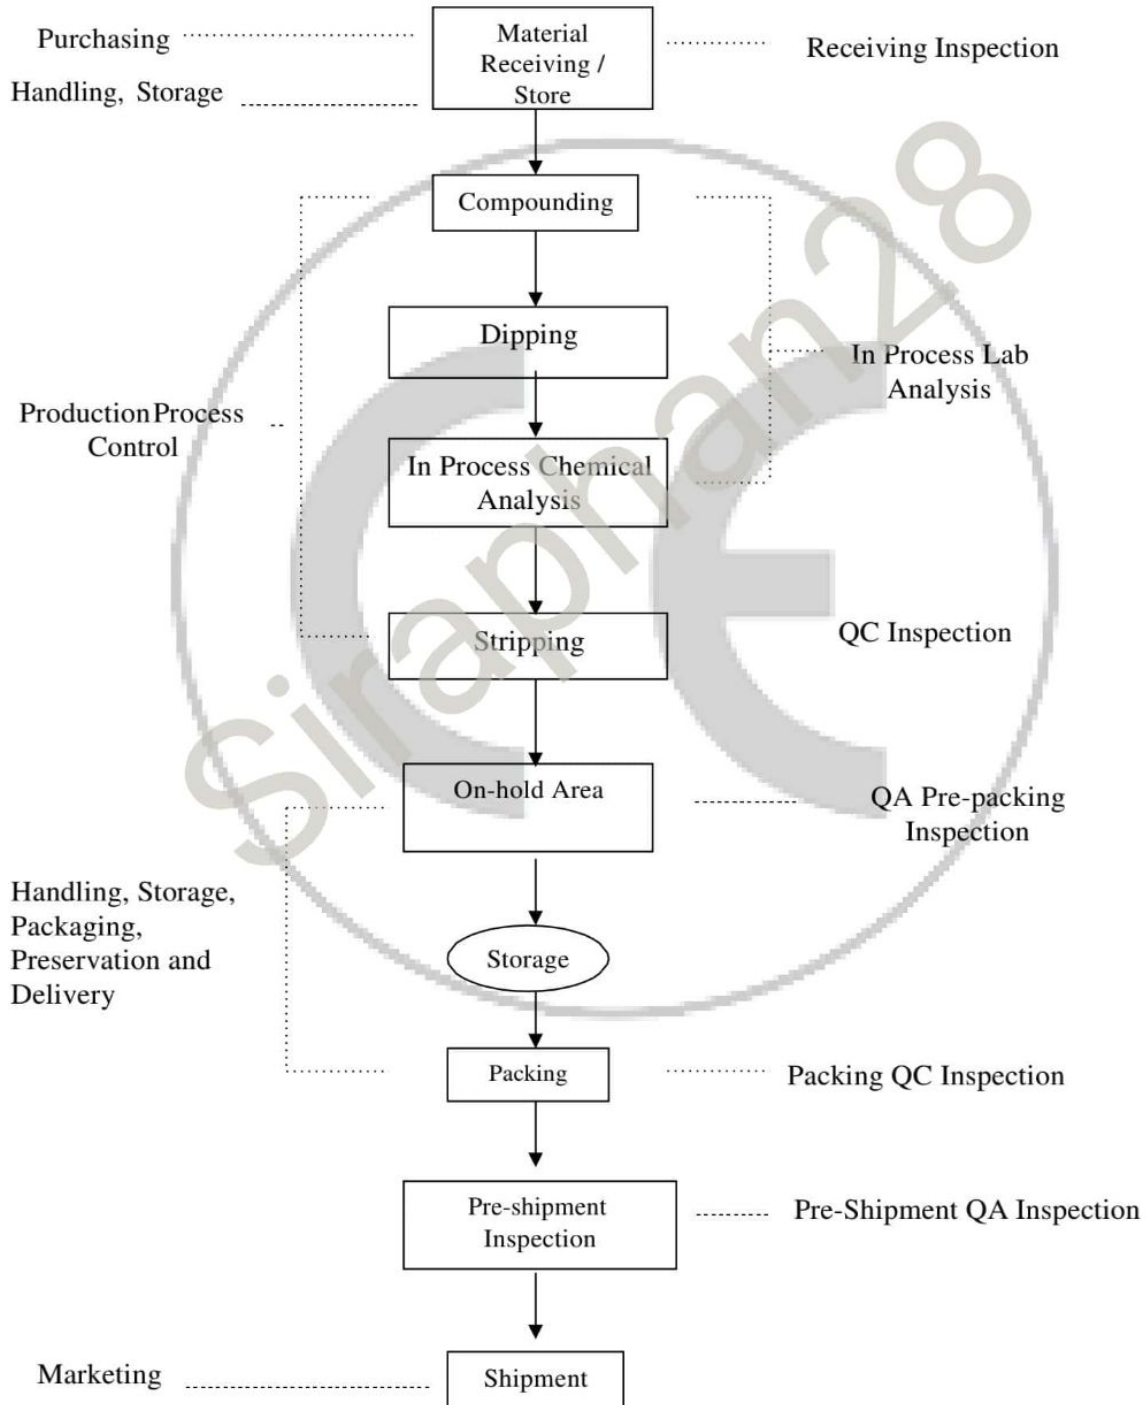 Purchasing
Material
Receiving /
Store
Receiving Inspection
Handling, Storage
Compounding
Dipping
In Process Lab
Analysis
Production Process
Control
In Process Chemical
Analysis
Stripping
QC Inspection
On-hold Area
QA Pre-packing
Inspection
Handling, Storage,
Packaging,
Preservation and
Delivery
Storage
Packing
Packing QC Inspection
Pre-shipment
Inspection
Pre-Shipment QA Inspection
Marketing
Shipment
Siraphan28
CE